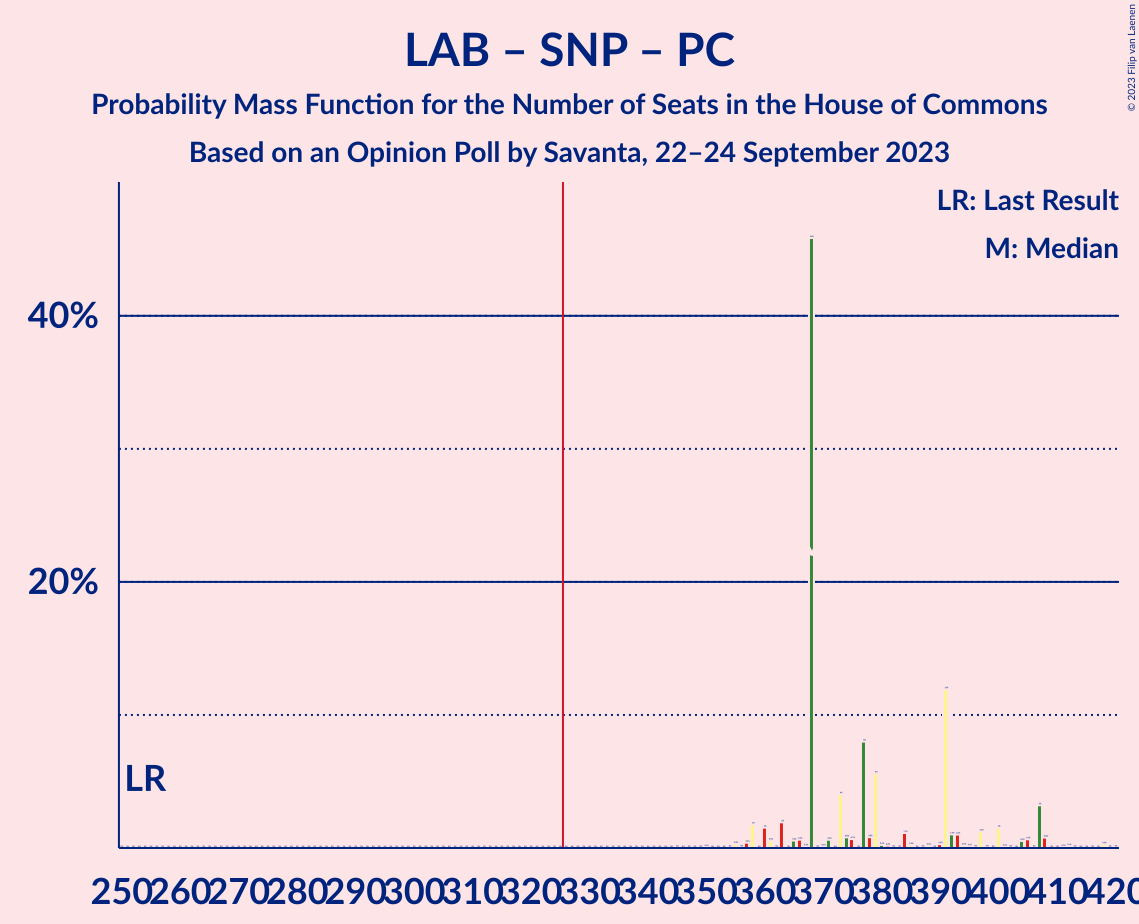 LAB – SNP – PC
Probability Mass Function for the Number of Seats in the House of Commons
Based on an Opinion Poll by Savanta, 22–24 September 2023
© 2023 Filip van Laenen
LR: Last Result
M: Median
40%
20%
LR
250 260 270 280 290 300 310 320 330 340 350 360 370 380 390 400 410 420